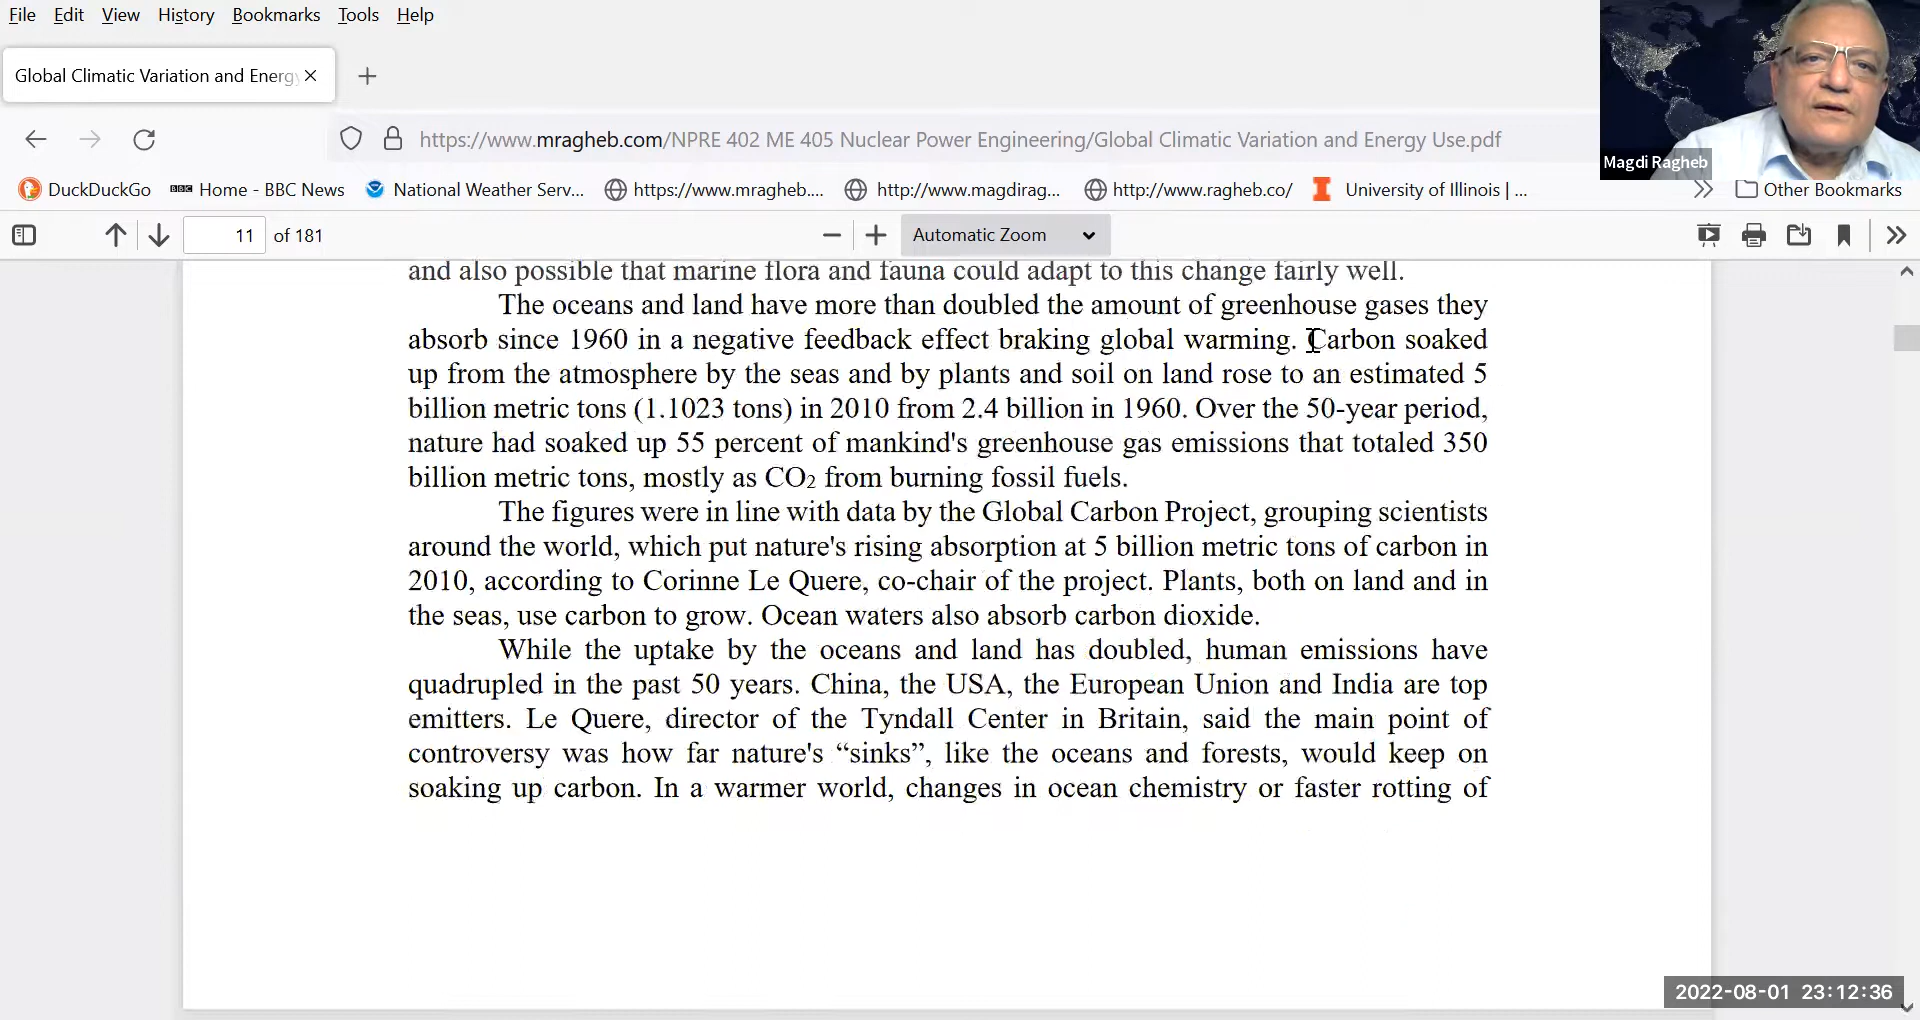 File Edit View History Bookmarks Tools Help
Global Climatic Variation and Energy
https://www.mragheb.com/NPRE 402 ME 405 Nuclear Power Engineering/Global Climatic Variation and Energy Use.pdf
Magdi Ragheb
DuckDuckGo BBC Home - BBC News National Weather Serv... https://www.mragheb.... http://www.magdirag... http://www.ragheb.co/ University of Illinois | ... Other Bookmarks
11 of 181 Automatic Zoom
and also possible that marine flora and fauna could adapt to this change fairly well.
The oceans and land have more than doubled the amount of greenhouse gases they
absorb since 1960 in a negative feedback effect braking global warming. Carbon soaked
up from the atmosphere by the seas and by plants and soil on land rose to an estimated 5
billion metric tons (1.1023 tons) in 2010 from 2.4 billion in 1960. Over the 50-year period,
nature had soaked up 55 percent of mankind's greenhouse gas emissions that totaled 350
billion metric tons, mostly as CO₂ from burning fossil fuels.
The figures were in line with data by the Global Carbon Project, grouping scientists
around the world, which put nature's rising absorption at 5 billion metric tons of carbon in
2010, according to Corinne Le Quere, co-chair of the project. Plants, both on land and in
the seas, use carbon to grow. Ocean waters also absorb carbon dioxide.
While the uptake by the oceans and land has doubled, human emissions have
quadrupled in the past 50 years. China, the USA, the European Union and India are top
emitters. Le Quere, director of the Tyndall Center in Britain, said the main point of
controversy was how far nature's “sinks”, like the oceans and forests, would keep on
soaking up carbon. In a warmer world, changes in ocean chemistry or faster rotting of
2022-08-01 23:12:36